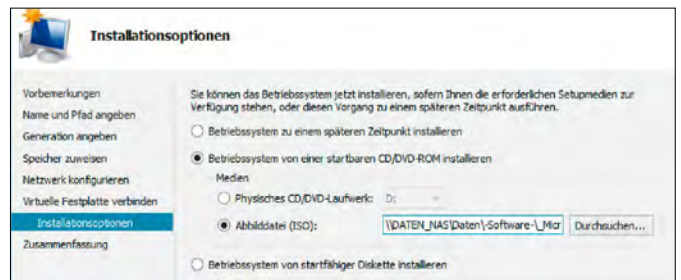 Installationsoptionen
Vorbemerkungen
Name und Pfad angeben
Generation angeben
Speicher zuweisen
Netzwerk konfigurieren
Virtuelle Festplatte verbinden
Installationsoptionen
Zusammenfassung
Sie können das Betriebssystem jetzt installieren, sofern Ihnen die erforderlichen Setupmedien zur
Verfügung stehen, oder diesen Vorgang zu einem späteren Zeitpunkt ausführen.
Betriebssystem zu einem späteren Zeitpunkt installieren
Betriebssystem von einer startbaren CD/DVD-ROM installieren
Medien
Physisches CD/DVD-Laufwerk: D:
Abbilddatei (ISO): \\DATEN_NAS\Daten\-Software-\_Micr Durchsuchen...
Betriebssystem von startfähiger Diskette installieren